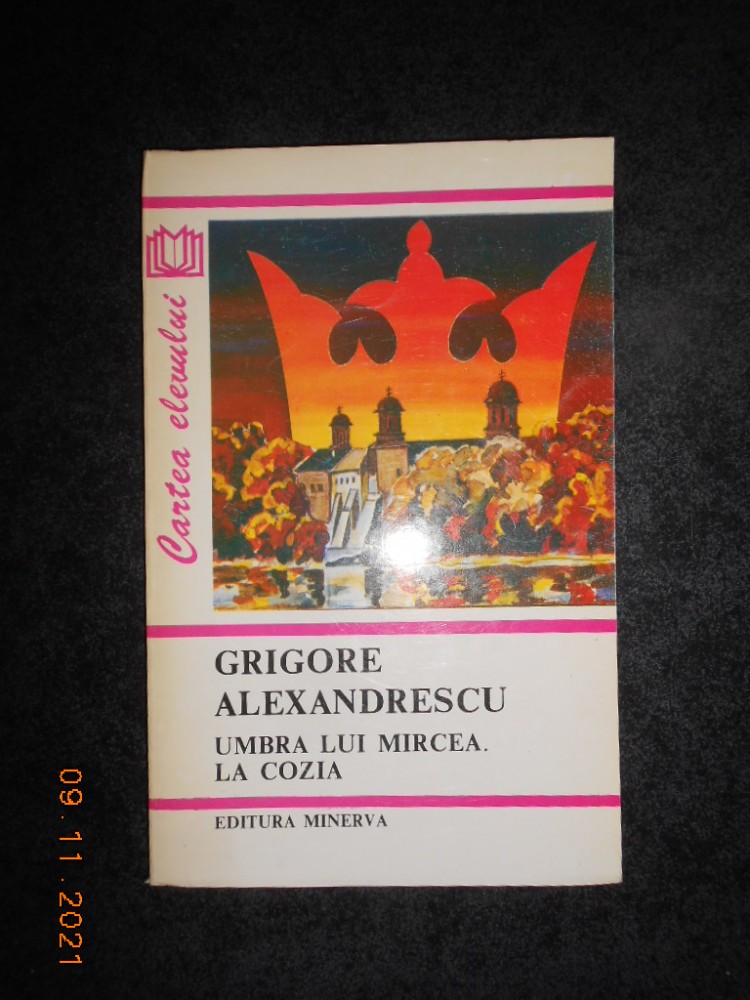 Cartea elevului
GRIGORE
ALEXANDRESCU
UMBRA LUI MIRCEA.
LA COZIA
EDITURA MINERVA
09.11.2021